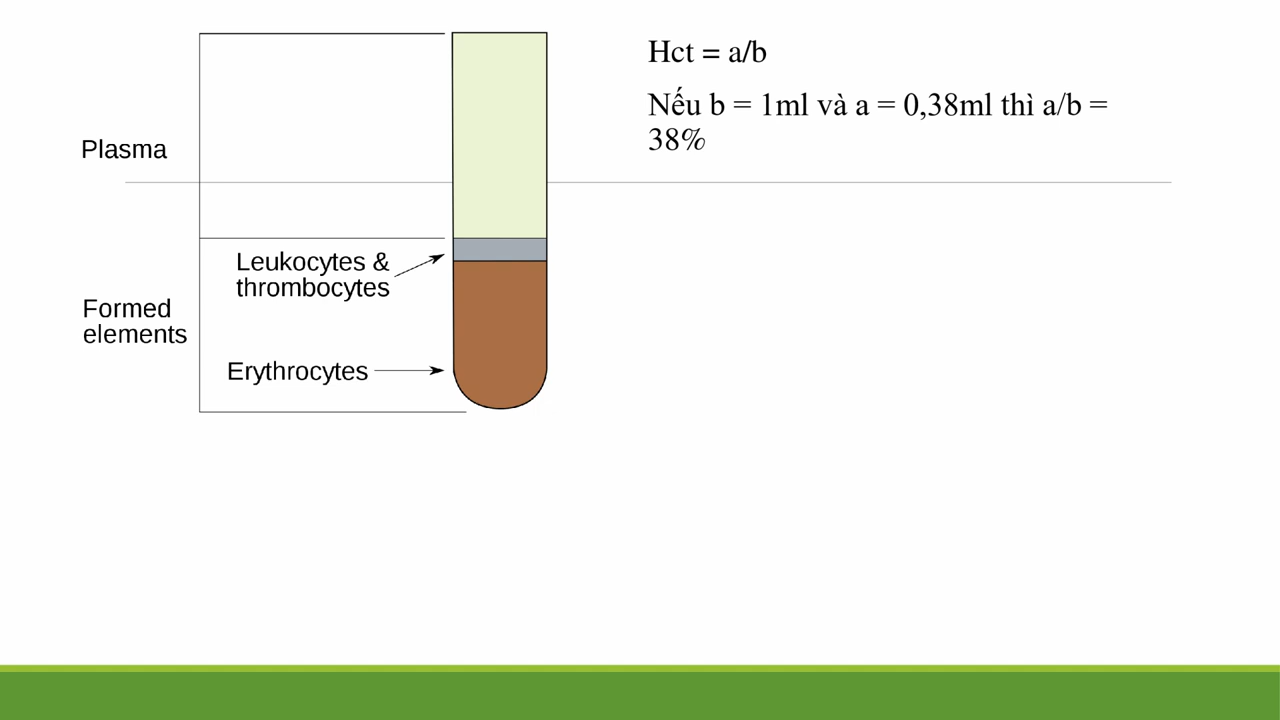 Hct = a/b
Nếu b = 1ml và a = 0,38ml thì a/b =
38%
Plasma
Leukocytes &
thrombocytes
Formed
elements
Erythrocytes